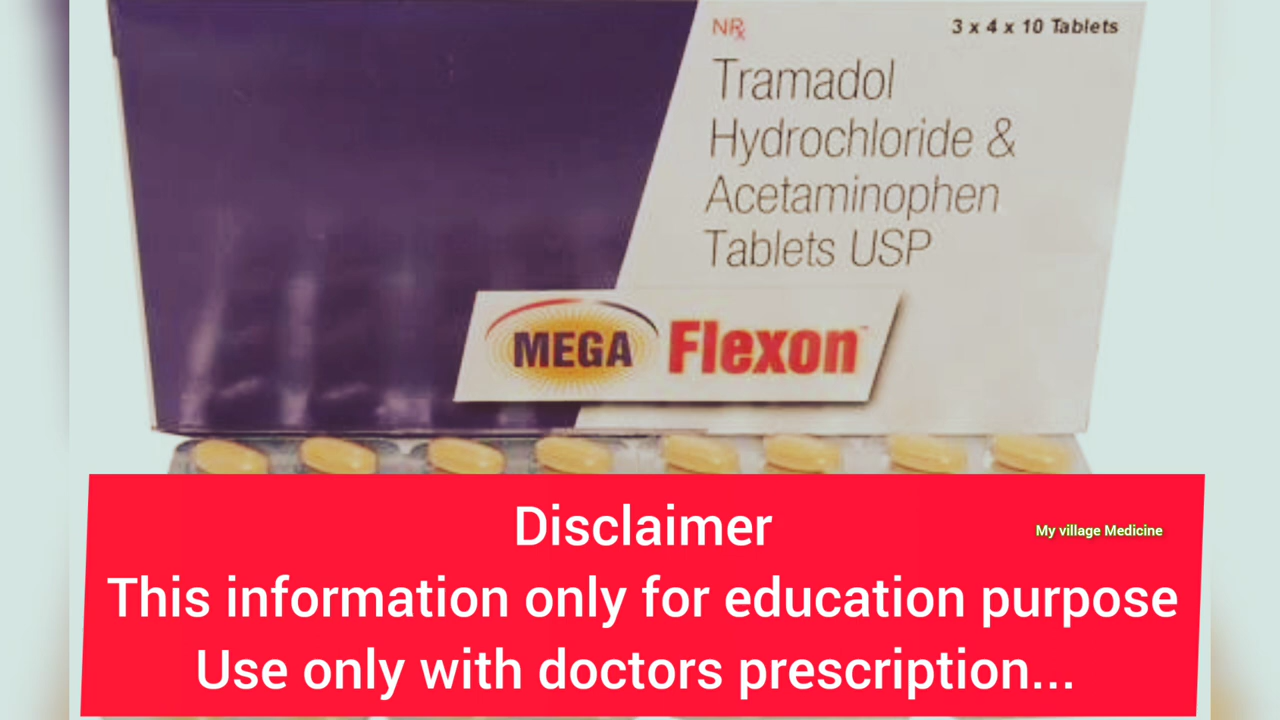 NRx
3 x 4 x 10 Tablets
Tramadol
Hydrochloride &
Acetaminophen
Tablets USP
MEGA Flexon™
Disclaimer
My village Medicine
This information only for education purpose
Use only with doctors prescription...